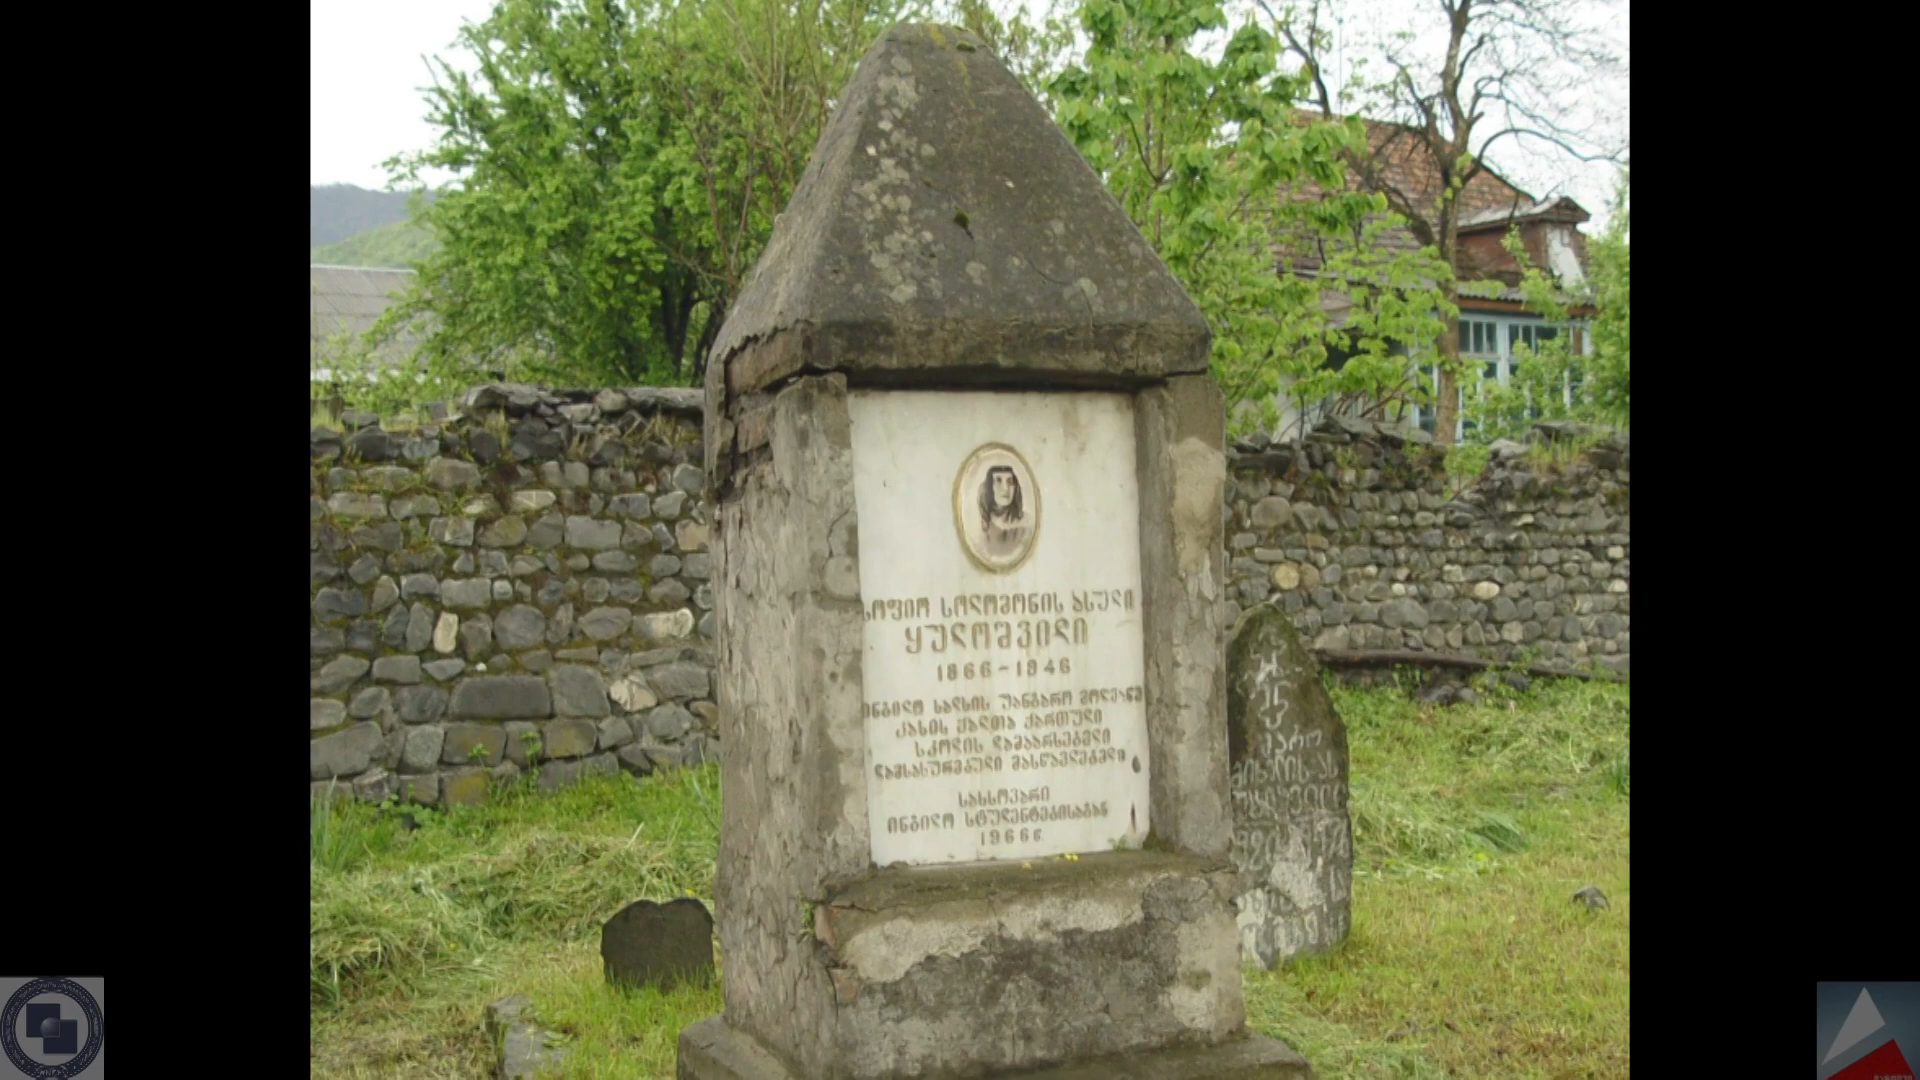 სოფიო სოლომონის ასული
ყულოშვილი
1866-1946
ინგილო ხალხის უანგარო მოღვაწე
კახის ქალთა ქართული
სკოლის დამაარსებელი
დამსახურებული მასწავლებელი
სახსოვარი
ინგილო სტუდენტებისაგან
1966 წ.